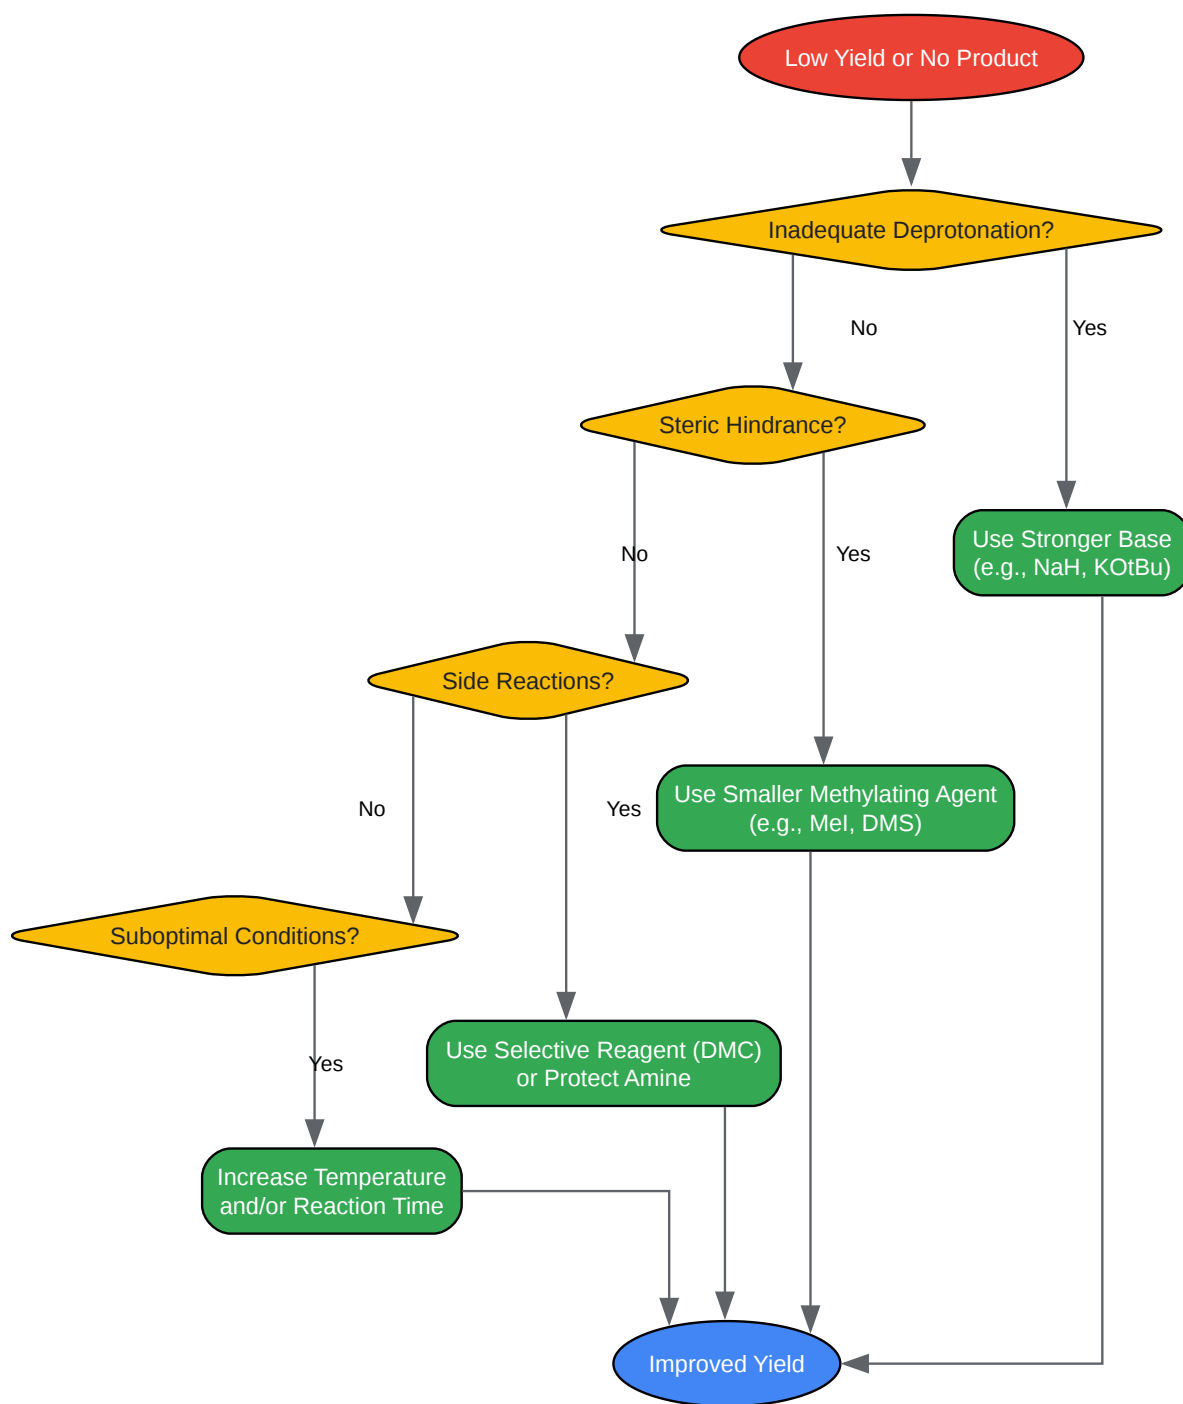 Low Yield or No Product
Inadequate Deprotonation?
No
Yes
Steric Hindrance?
No
Yes
Use Stronger Base
(e.g., NaH, KOtBu)
Side Reactions?
No
Yes
Use Smaller Methylating Agent
(e.g., MeI, DMS)
Suboptimal Conditions?
Yes
Use Selective Reagent (DMC)
or Protect Amine
Increase Temperature
and/or Reaction Time
Improved Yield